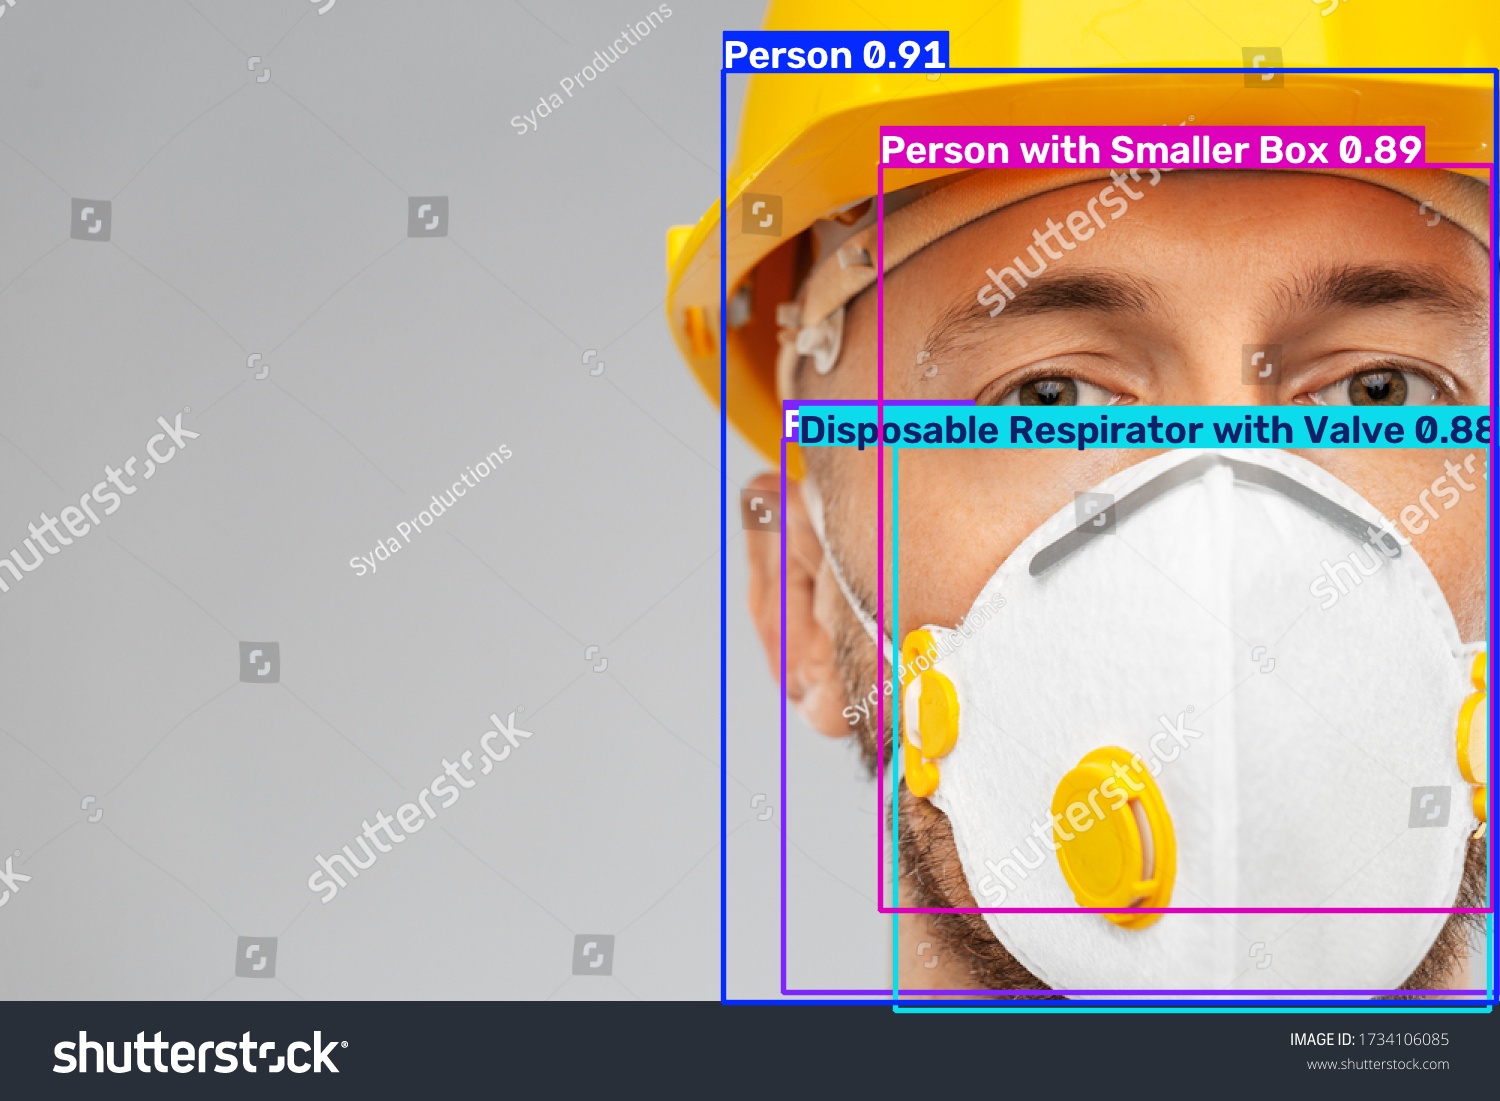 Syda Productions
Person 0.91
Person with Smaller Box 0.89
shutterstock
F
Disposable Respirator with Valve 0.88
shutterstock
shutterstock
Syda Productions
Syda Productions
shutterstock
shutterstock
shutterstock®
IMAGE ID: 1734106085
www.shutterstock.com